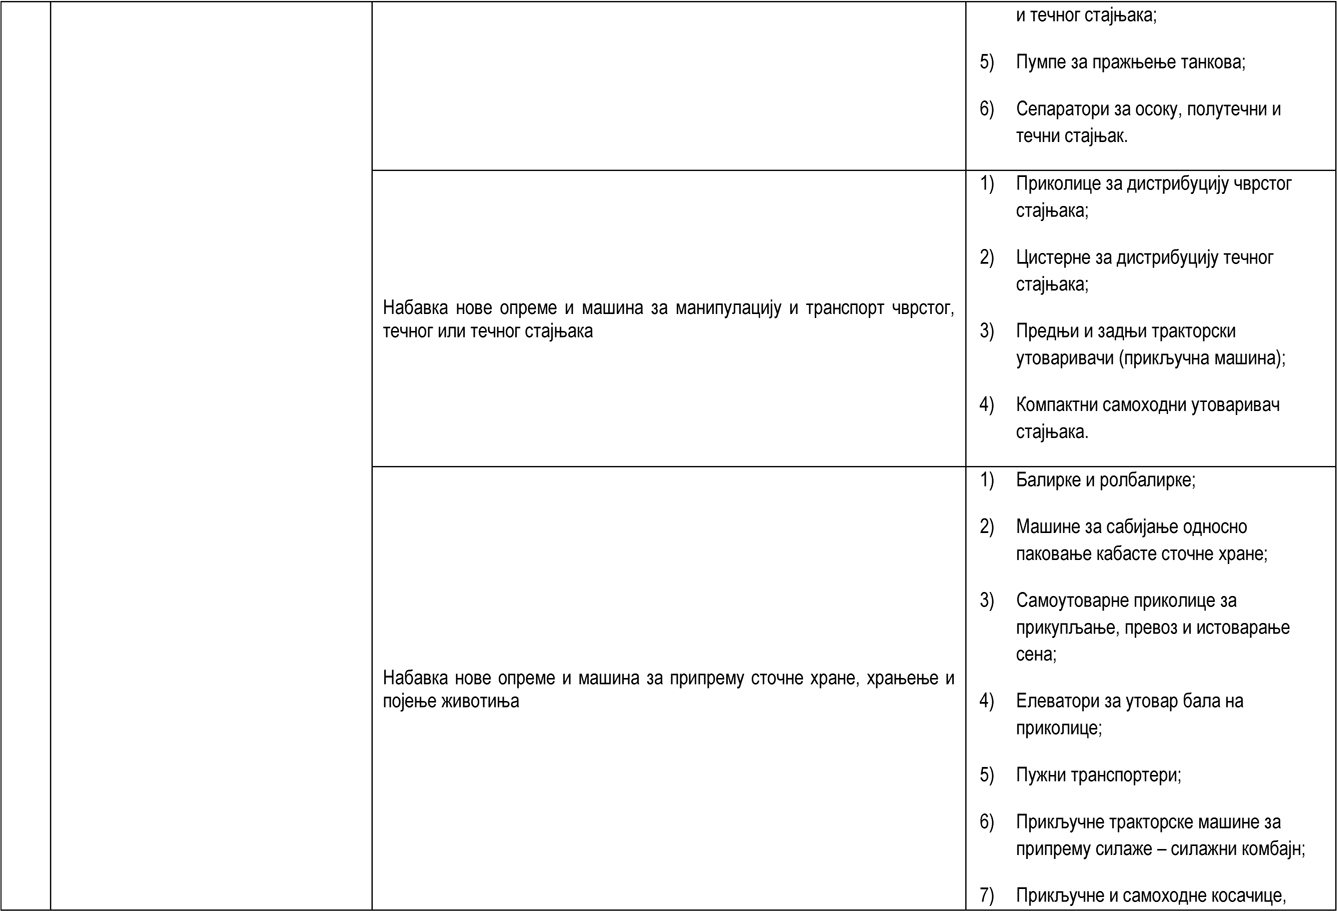 и течног стајњака;
5) Пумпе за пражњење танкова;
6) Сепаратори за осоку, полутечни и
течни стајњак.
Набавка нове опреме и машина за манипулацију и транспорт чврстог,
течног или течног стајњака
1) Приколице за дистрибуцију чврстог
стајњака;
2) Цистерне за дистрибуцију течног
стајњака;
3) Предњи и задњи тракторски
утоваривачи (прикључна машина);
4) Компактни самоходни утоваривач
стајњака.
Набавка нове опреме и машина за припрему сточне хране, храњење и
појење животиња
1) Балирке и ролбалирке;
2) Машине за сабијање односно
паковање кабасте сточне хране;
3) Самоутоварне приколице за
прикупљање, превоз и истоварање
сена;
4) Елеватори за утовар бала на
приколице;
5) Пужни транспортери;
6) Прикључне тракторске машине за
припрему силаже – силажни комбајн;
7) Прикључне и самоходне косачице,